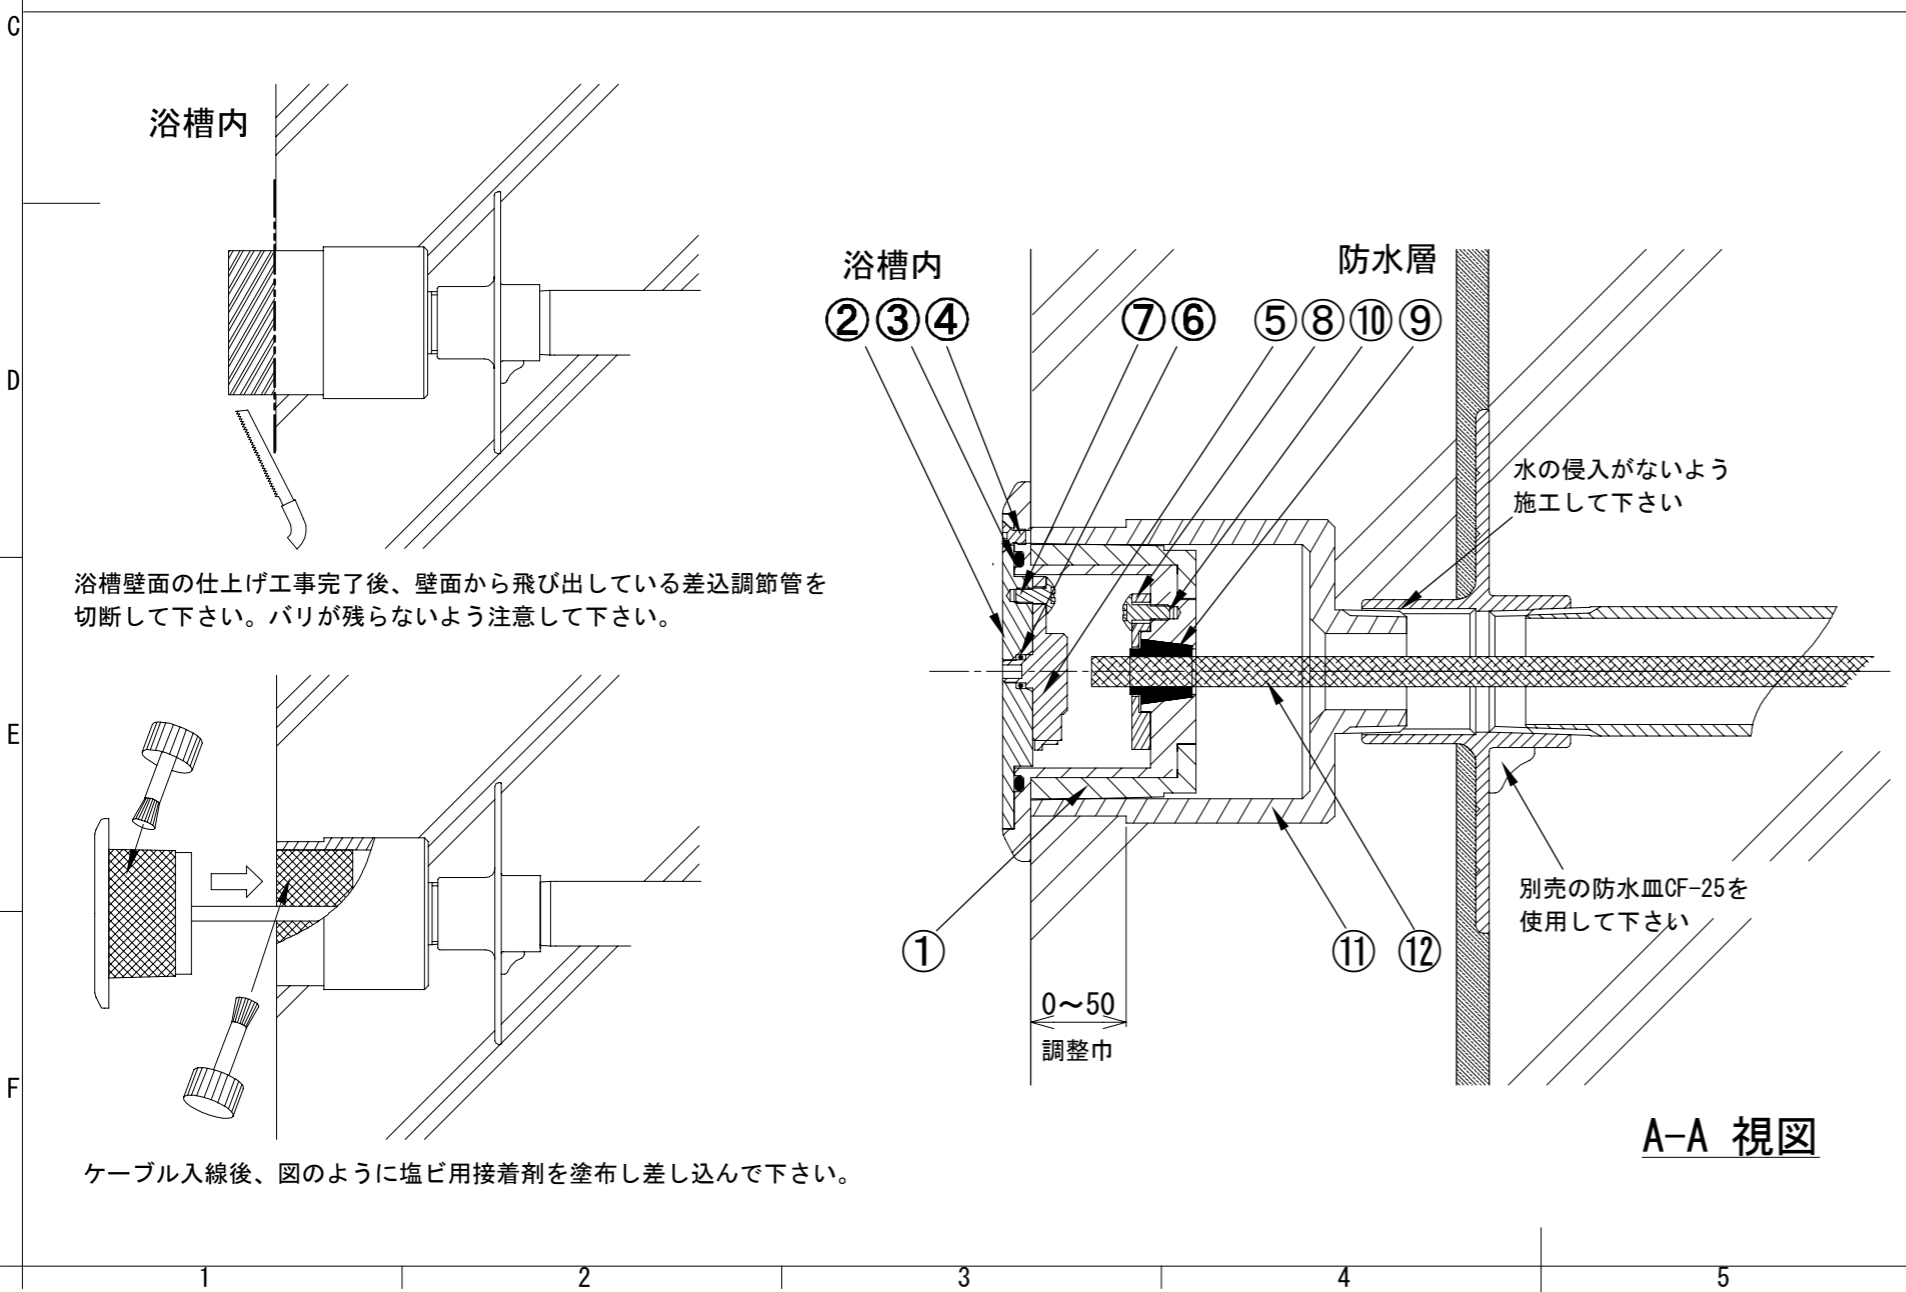 C
D
E
F
浴槽内
浴槽壁面の仕上げ工事完了後、壁面から飛び出している差込調節管を
切断して下さい。バリが残らないよう注意して下さい。
ケーブル入線後、図のように塩ビ用接着剤を塗布し差し込んで下さい。
浴槽内
防水層
②③④ ⑦⑥ ⑤⑧⑩⑨
水の侵入がないよう
施工して下さい
別売の防水皿CF-25を
使用して下さい
① ⑪ ⑫
0～50
調整巾
A-A 視図
1 2 3 4 5